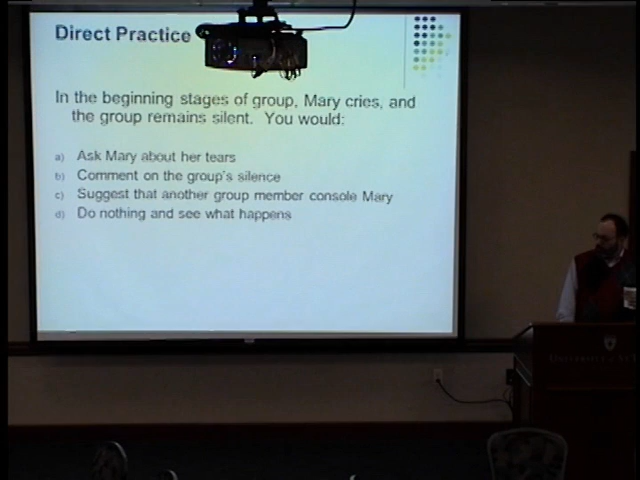 Direct Practice
In the beginning stages of group, Mary cries, and
the group remains silent. You would:
a) Ask Mary about her tears
b) Comment on the group's silence
c) Suggest that another group member console Mary
d) Do nothing and see what happens
UNIVERSITY